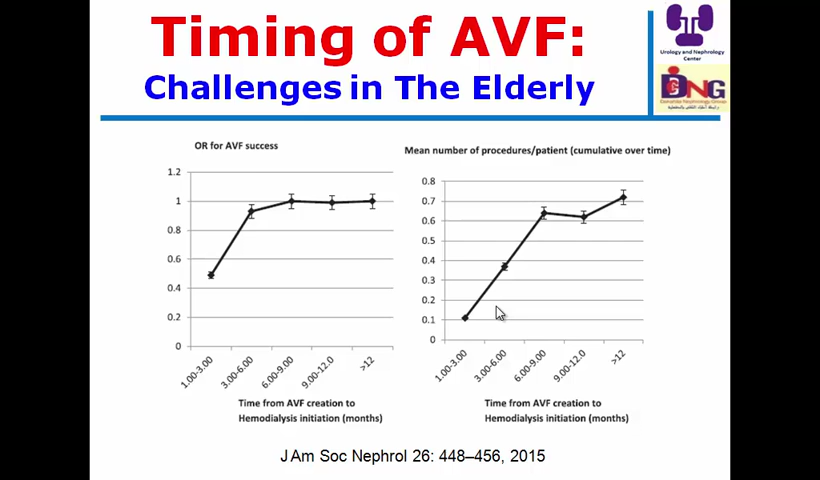 Timing of AVF:
Challenges in The Elderly
Urology and Nephrology
Center
OR for AVF success
1.2
1
0.8
0.6
0.4
0.2
0
1.00-3.00
3.00-6.00
6.00-9.00
9.00-12.0
>12
Time from AVF creation to
Hemodialysis initiation (months)
Mean number of procedures/patient (cumulative over time)
0.8
0.7
0.6
0.5
0.4
0.3
0.2
0.1
0
1.00-3.00
3.00-6.00
6.00-9.00
9.00-12.0
>12
Time from AVF creation to
Hemodialysis initiation (months)
J Am Soc Nephrol 26: 448–456, 2015